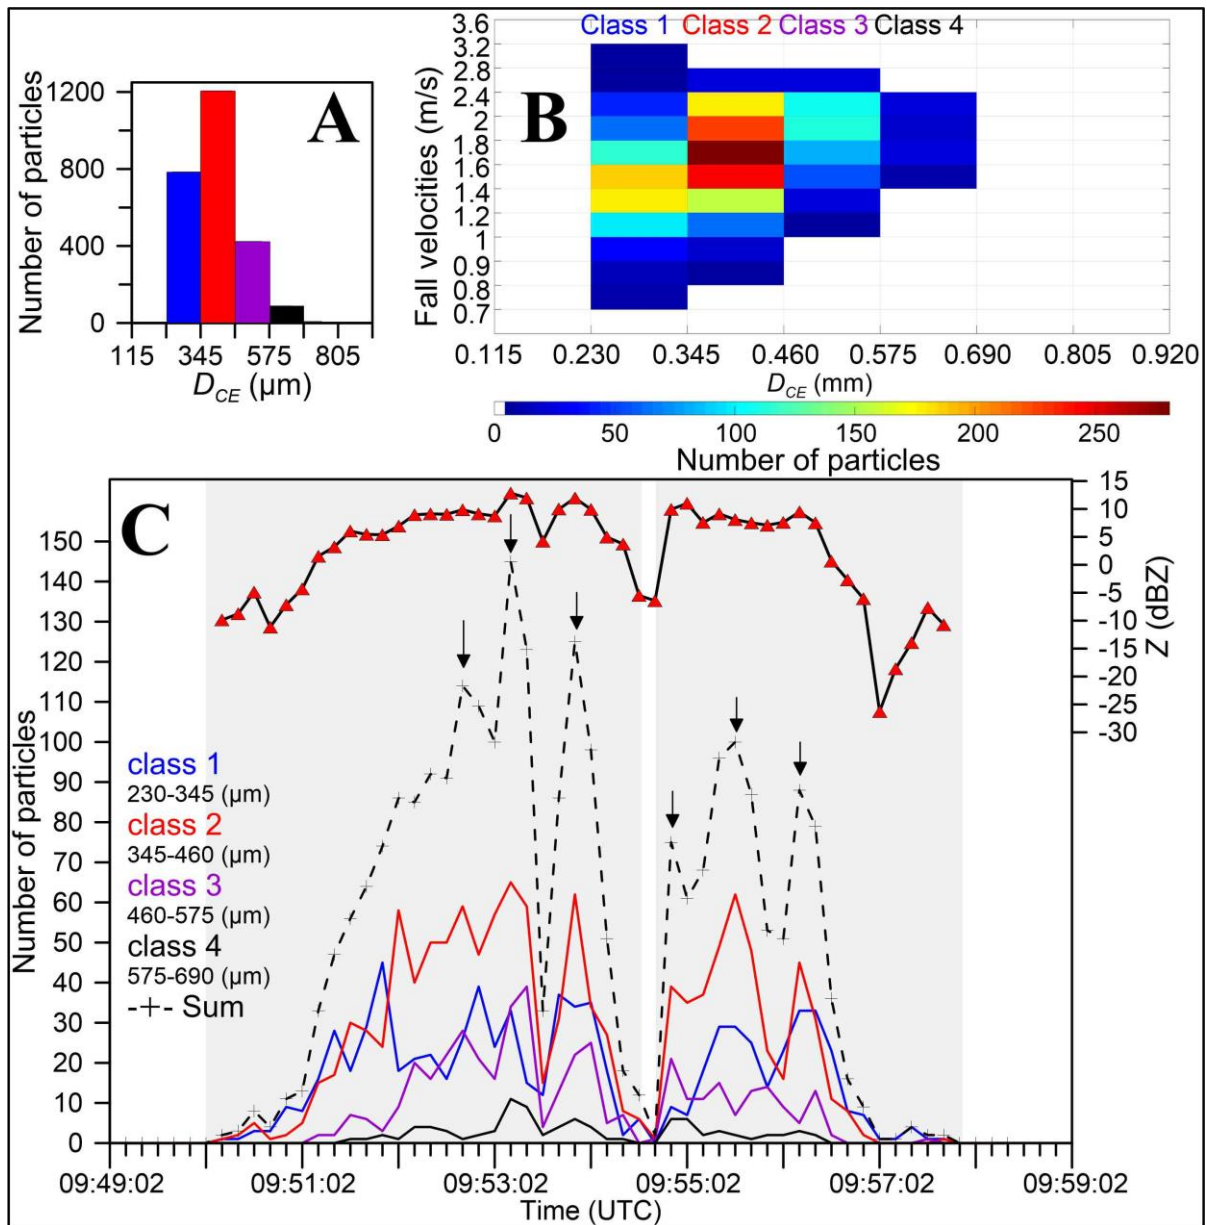 A
Number of particles
1200
800
400
0
115 345 575 805
D_CE (µm)
B
Class 1 Class 2 Class 3 Class 4
Fall velocities (m/s)
3.6
3.2
2.8
2.4
2
1.8
1.6
1.4
1.2
1
0.9
0.8
0.7
0.115 0.230 0.345 0.460 0.575 0.690 0.805 0.920
D_CE (mm)
0 50 100 150 200 250
Number of particles
C
Number of particles
150
140
130
120
110
100
90
80
70
60
50
40
30
20
10
0
15
10
5
0
-5
-10
-15
-20
-25
-30
Z (dBZ)
class 1
230-345 (µm)
class 2
345-460 (µm)
class 3
460-575 (µm)
class 4
575-690 (µm)
-+- Sum
09:49:02 09:51:02 09:53:02 09:55:02 09:57:02 09:59:02
Time (UTC)